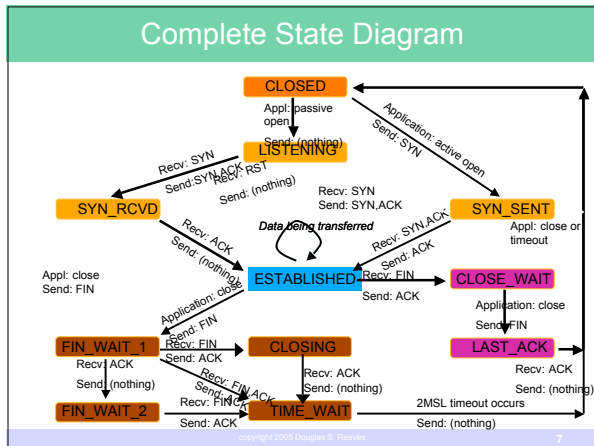 Complete State Diagram
CLOSED
Appl: passive
open
Send: (nothing)
LISTENING
Application: active open
Send: SYN
Recv: SYN
Send:SYN,ACK
Recv: RST
Send: (nothing)
Recv: SYN
Send: SYN,ACK
SYN_RCVD
SYN_SENT
Appl: close or
timeout
Data being transferred
Recv: ACK
Send: (nothing)
Recv: SYN,ACK
Send: ACK
ESTABLISHED
Recv: FIN
Send: ACK
CLOSE_WAIT
Appl: close
Send: FIN
Application: close
Send: FIN
Application: close
Send: FIN
FIN_WAIT_1
Recv: FIN
Send: ACK
CLOSING
LAST_ACK
Recv: ACK
Send: (nothing)
Recv: FIN,ACK
Send:
Recv: ACK
Send: (nothing)
Recv: ACK
Send: (nothing)
FIN_WAIT_2
Recv: FIN
Send: ACK
TIME_WAIT
2MSL timeout occurs
Send: (nothing)
copyright 2005 Douglas S. Reeves
7